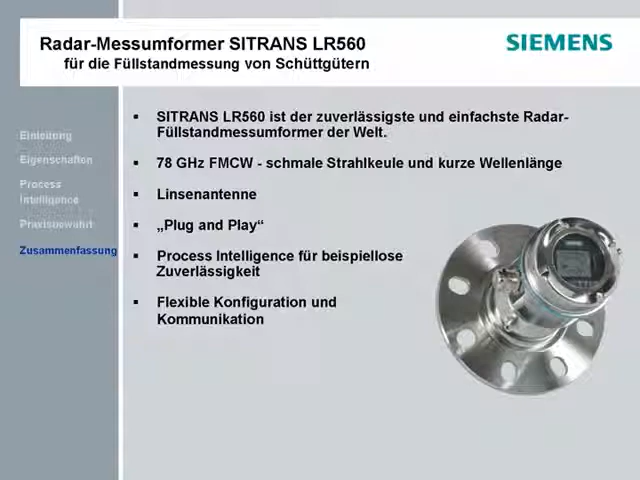 Radar-Messumformer SITRANS LR560
für die Füllstandmessung von Schüttgütern
SIEMENS
Einleitung
Eigenschaften
Process
Intelligence
Praxisbewährt
Zusammenfassung
▪ SITRANS LR560 ist der zuverlässigste und einfachste Radar-
Füllstandmessumformer der Welt.
▪ 78 GHz FMCW - schmale Strahlkeule und kurze Wellenlänge
▪ Linsenantenne
▪ „Plug and Play“
▪ Process Intelligence für beispiellose
Zuverlässigkeit
▪ Flexible Konfiguration und
Kommunikation